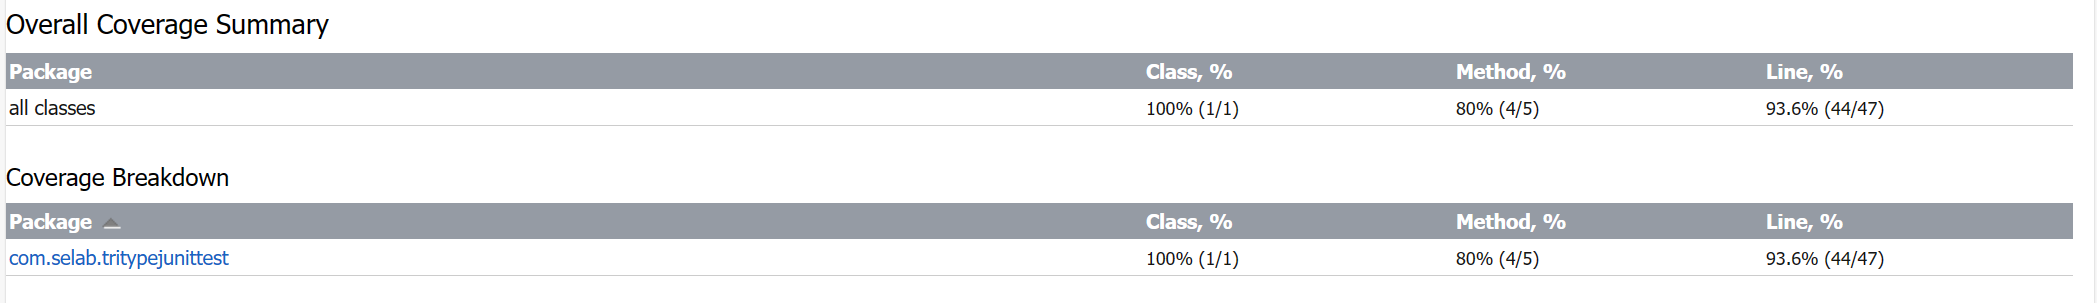 Overall Coverage Summary
Package Class, % Method, % Line, %
all classes 100% (1/1) 80% (4/5) 93.6% (44/47)
Coverage Breakdown
Package Class, % Method, % Line, %
com.selab.tritypejunittest 100% (1/1) 80% (4/5) 93.6% (44/47)